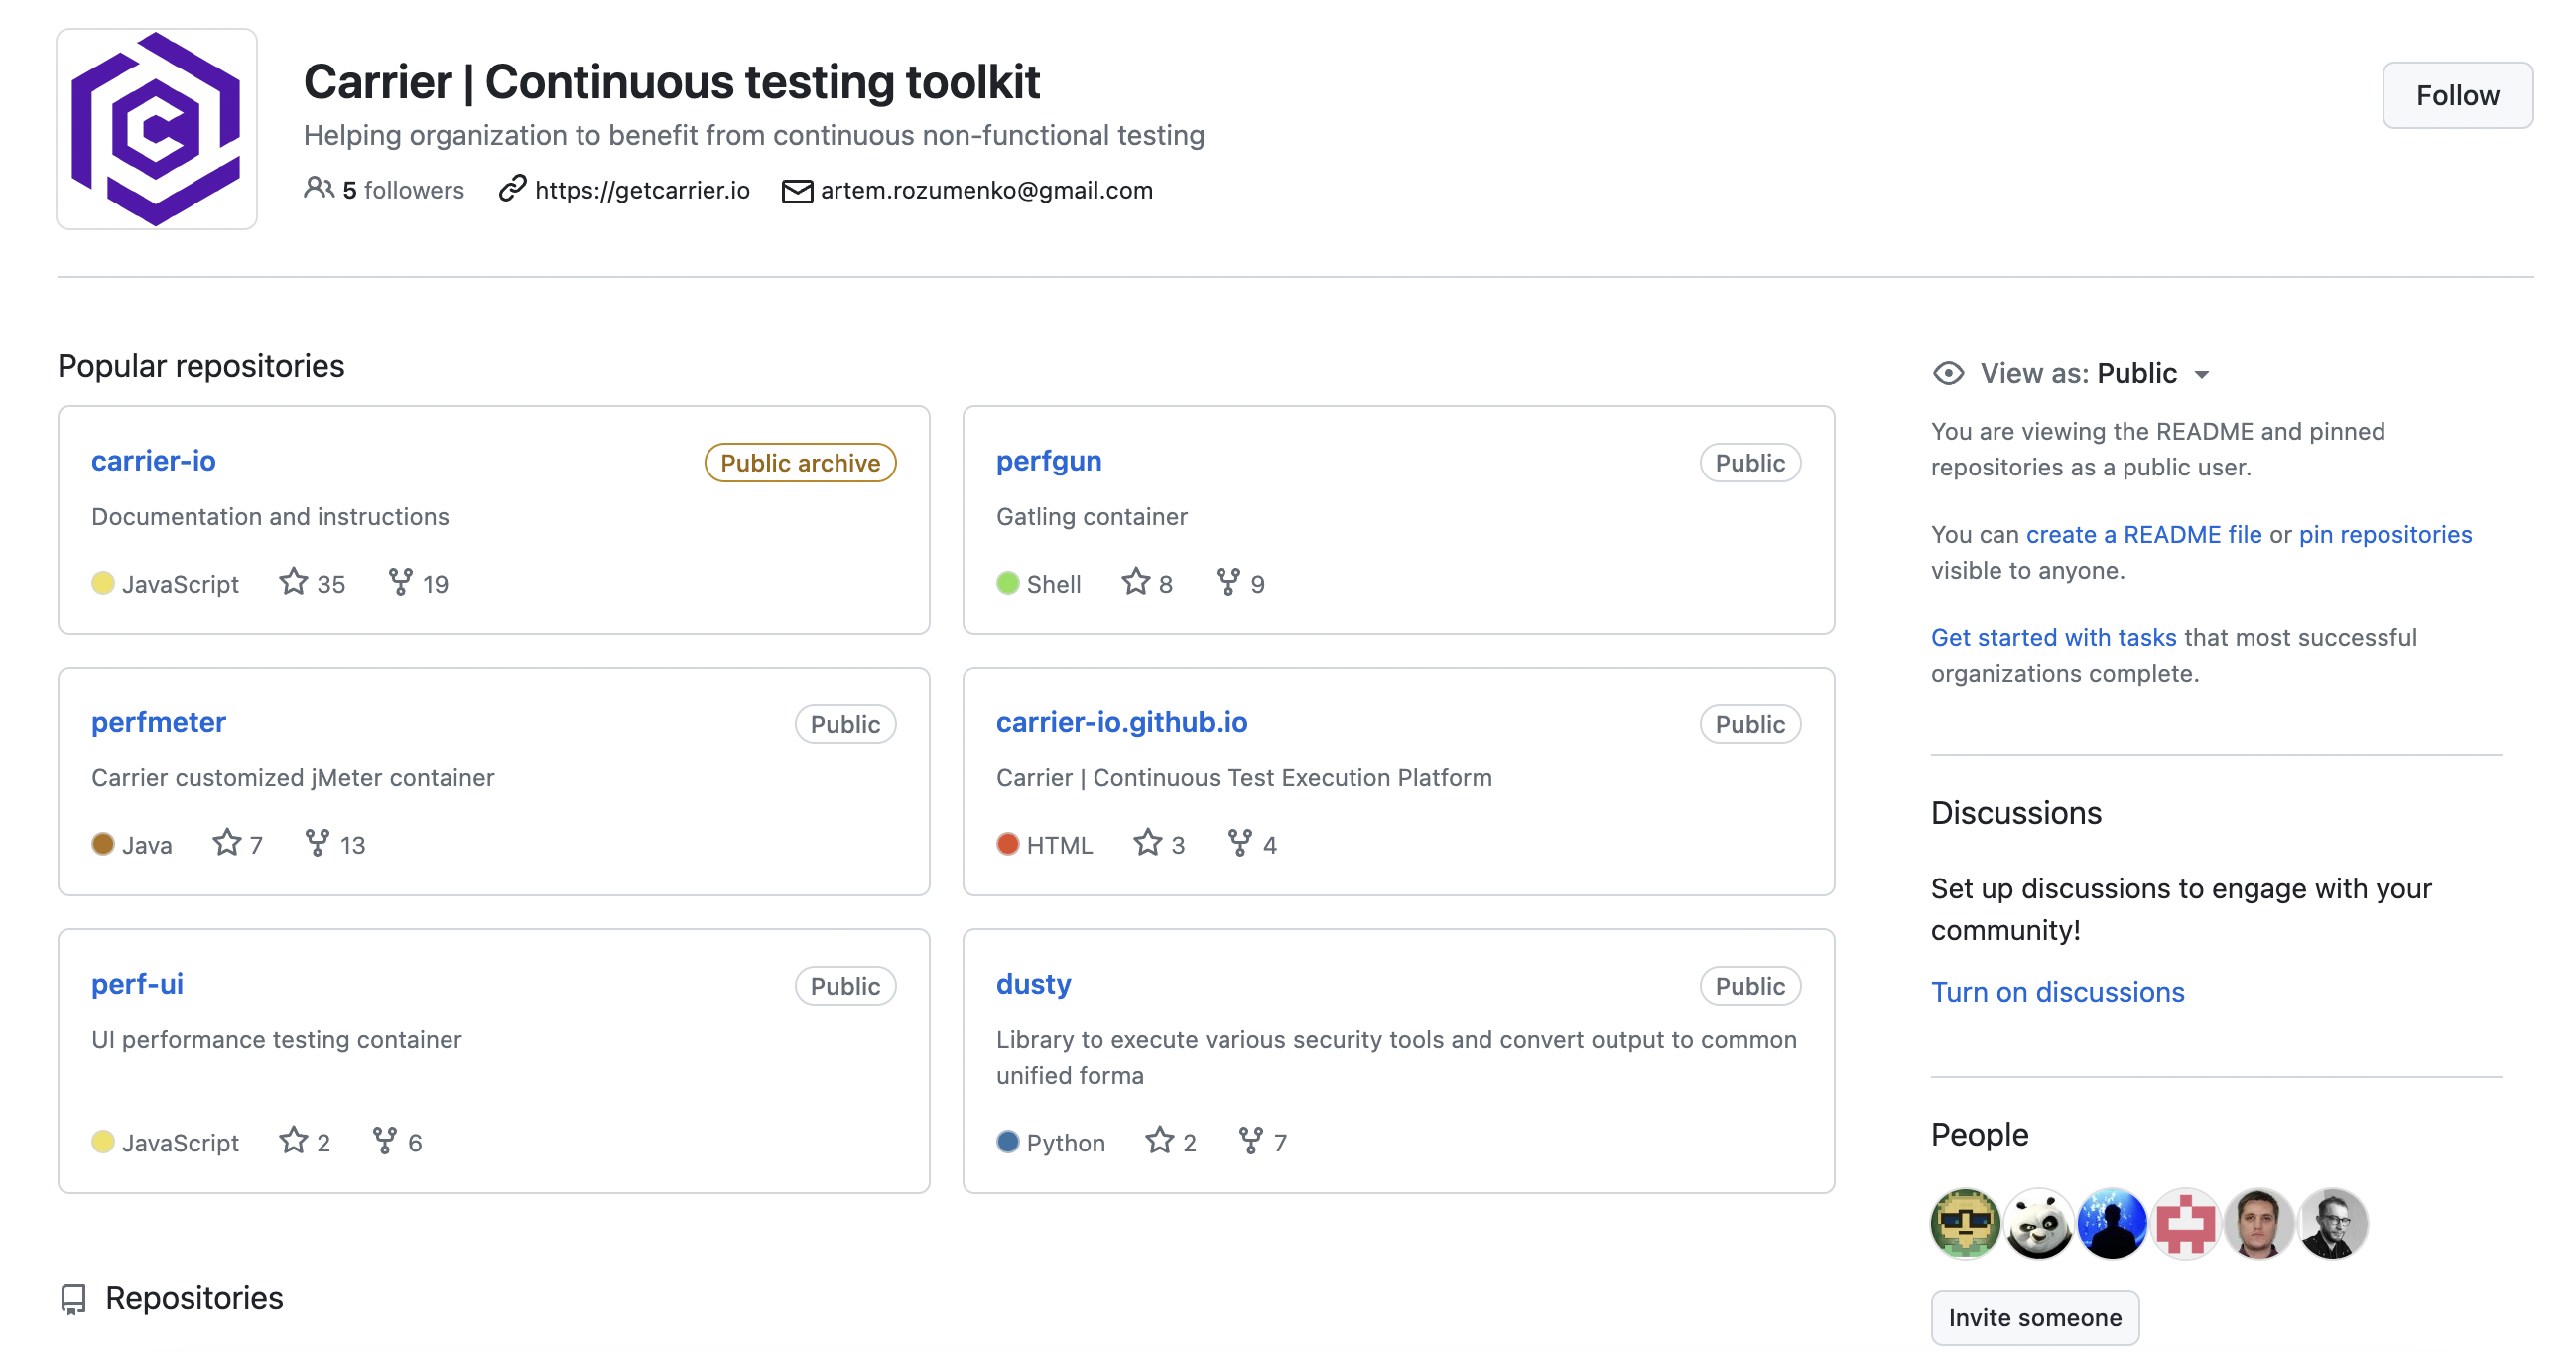 Carrier | Continuous testing toolkit
Helping organization to benefit from continuous non-functional testing
5 followers https://getcarrier.io artem.rozumenko@gmail.com
Follow
Popular repositories
carrier-io Public archive
Documentation and instructions
JavaScript 35 19
perfgun Public
Gatling container
Shell 8 9
perfmeter Public
Carrier customized jMeter container
Java 7 13
carrier-io.github.io Public
Carrier | Continuous Test Execution Platform
HTML 3 4
perf-ui Public
UI performance testing container
JavaScript 2 6
dusty Public
Library to execute various security tools and convert output to common
unified forma
Python 2 7
Repositories
View as: Public
You are viewing the README and pinned
repositories as a public user.
You can create a README file or pin repositories
visible to anyone.
Get started with tasks that most successful
organizations complete.
Discussions
Set up discussions to engage with your
community!
Turn on discussions
People
Invite someone